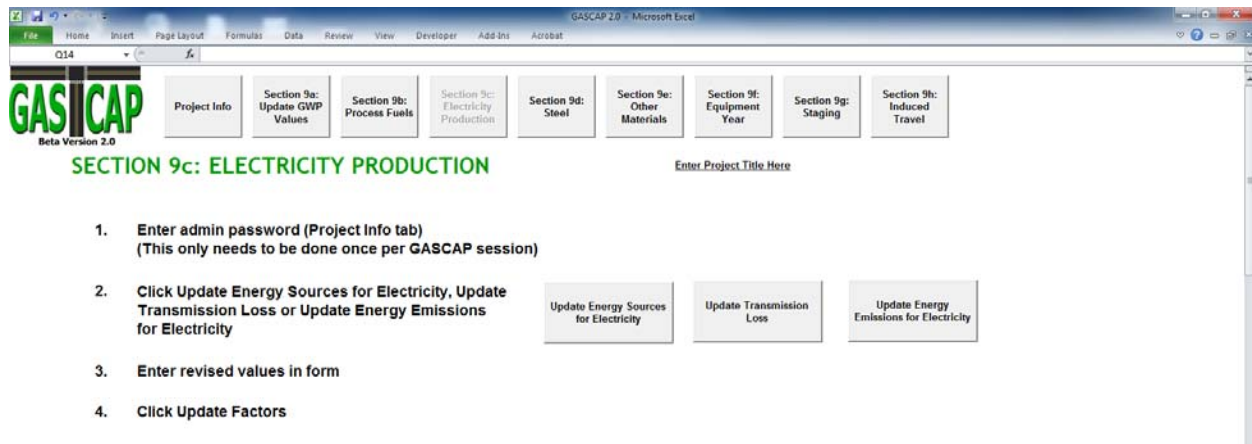 GASCAP 2.0 - Microsoft Excel
File Home Insert Page Layout Formulas Data Review View Developer Add-Ins Acrobat
Q14 fx
GAS CAP
Beta Version 2.0
Project Info
Section 9a:
Update GWP
Values
Section 9b:
Process Fuels
Section 9c:
Electricity
Production
Section 9d:
Steel
Section 9e:
Other
Materials
Section 9f:
Equipment
Year
Section 9g:
Staging
Section 9h:
Induced
Travel
SECTION 9c: ELECTRICITY PRODUCTION
Enter Project Title Here
1. Enter admin password (Project Info tab)
(This only needs to be done once per GASCAP session)
2. Click Update Energy Sources for Electricity, Update
Transmission Loss or Update Energy Emissions
for Electricity
Update Energy Sources
for Electricity
Update Transmission
Loss
Update Energy
Emissions for Electricity
3. Enter revised values in form
4. Click Update Factors